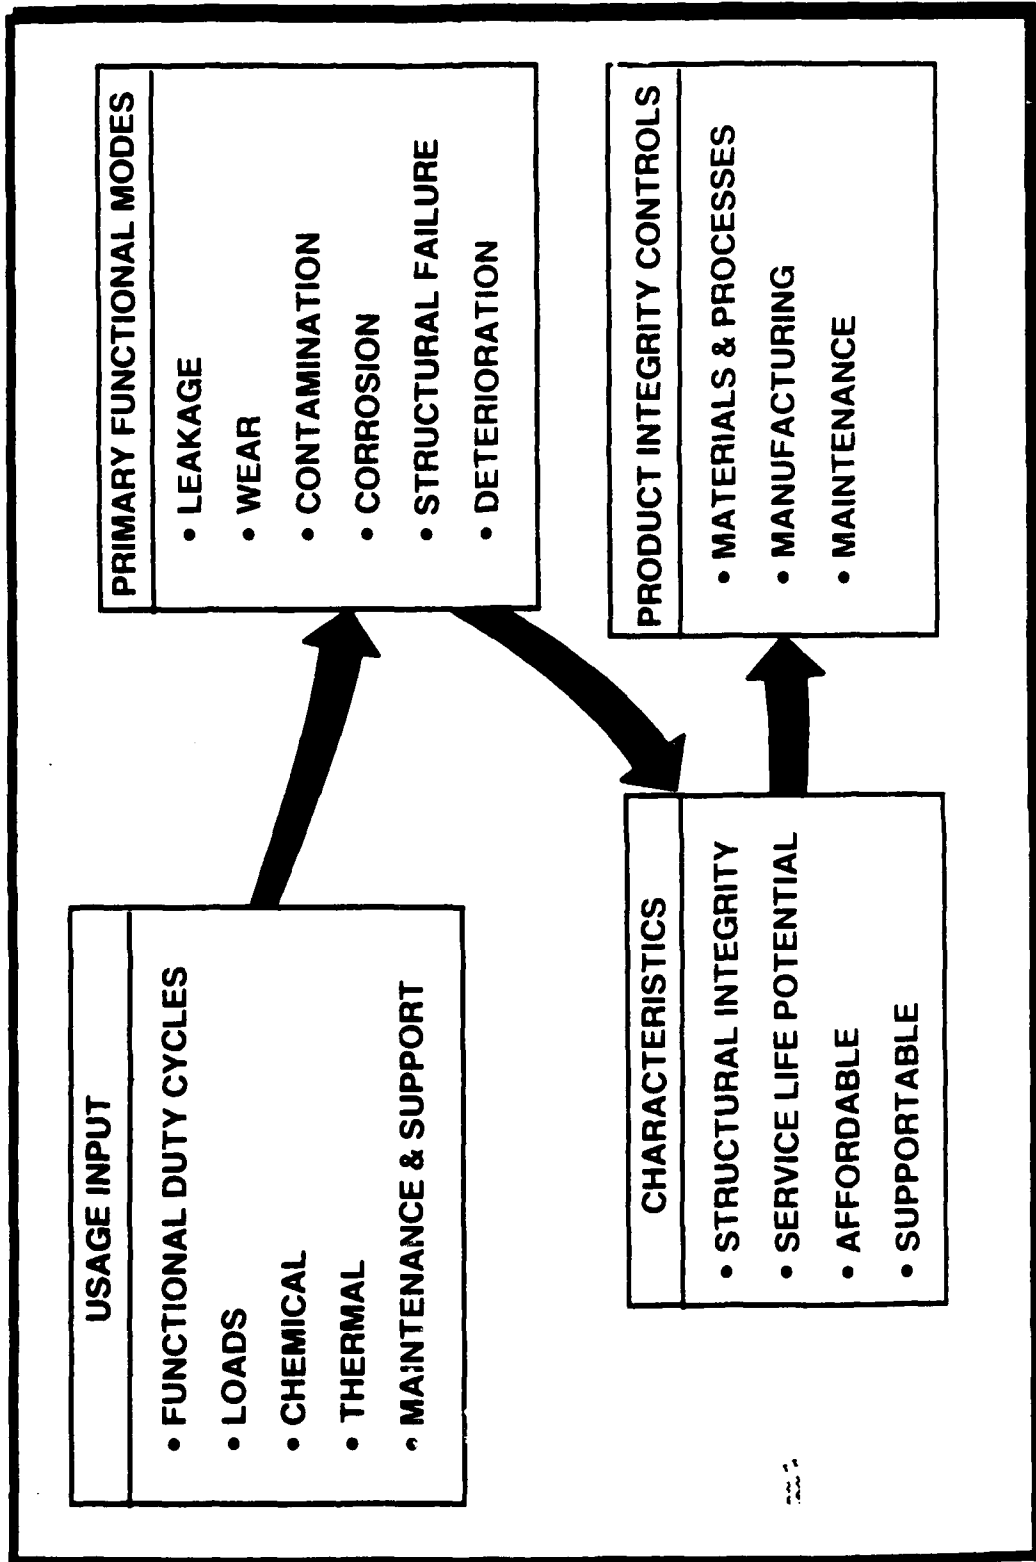 USAGE INPUT
• FUNCTIONAL DUTY CYCLES
• LOADS
• CHEMICAL
• THERMAL
• MAINTENANCE & SUPPORT
PRIMARY FUNCTIONAL MODES
• LEAKAGE
• WEAR
• CONTAMINATION
• CORROSION
• STRUCTURAL FAILURE
• DETERIORATION
CHARACTERISTICS
• STRUCTURAL INTEGRITY
• SERVICE LIFE POTENTIAL
• AFFORDABLE
• SUPPORTABLE
PRODUCT INTEGRITY CONTROLS
• MATERIALS & PROCESSES
• MANUFACTURING
• MAINTENANCE